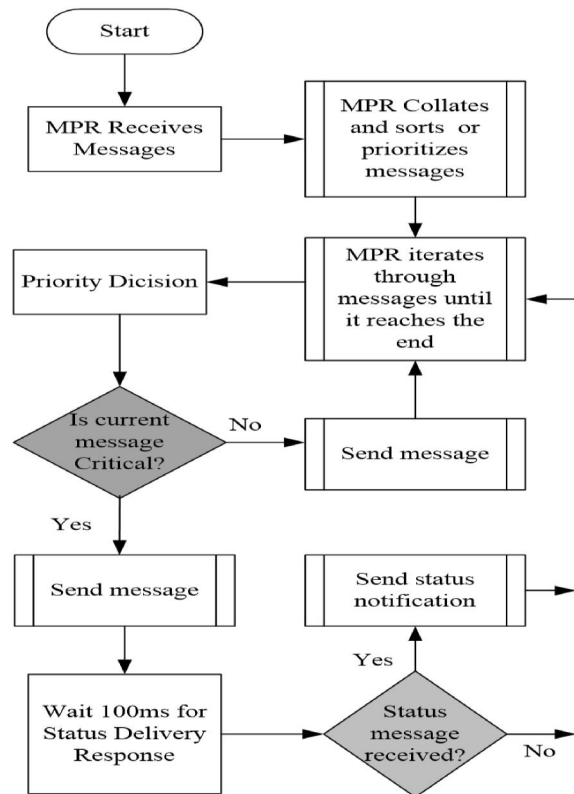 Start
MPR Receives
Messages
MPR Collates
and sorts or
prioritizes
messages
Priority Dicision
MPR iterates
through
messages until
it reaches the
end
Is current
message
Critical?
No
Send message
Yes
Send message
Send status
notification
Yes
Wait 100ms for
Status Delivery
Response
Status
message
received?
No